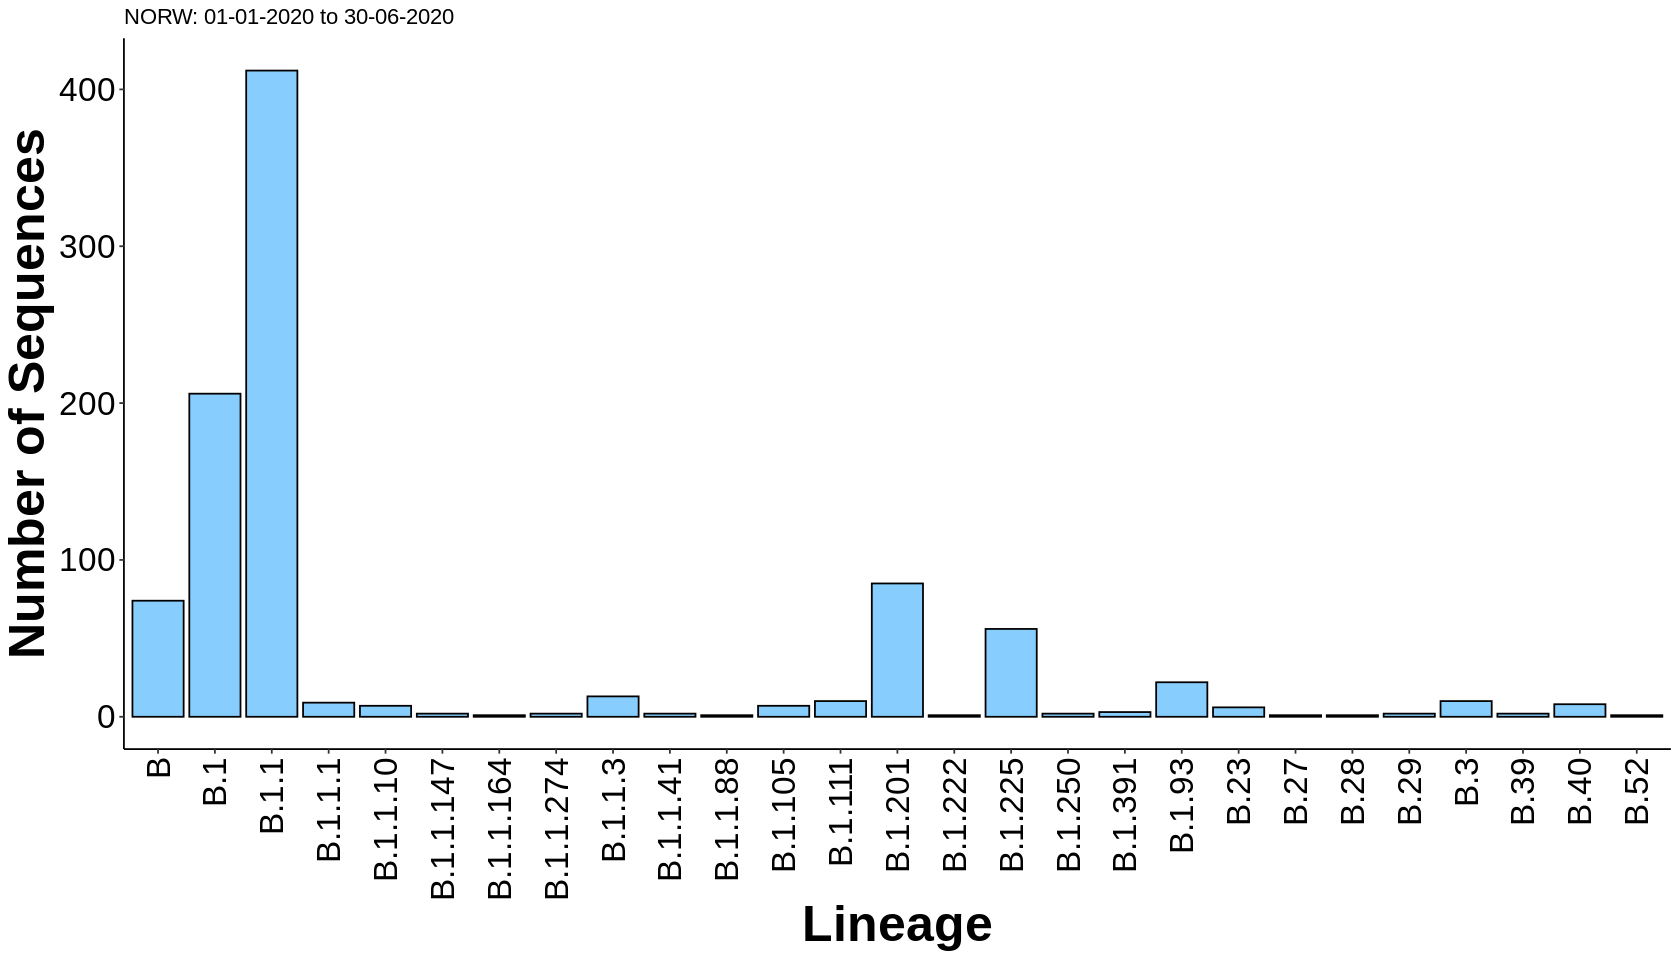 NORW: 01-01-2020 to 30-06-2020
Number of Sequences
400
300
200
100
0
B
B.1
B.1.1
B.1.1.1
B.1.1.10
B.1.1.147
B.1.1.164
B.1.1.274
B.1.1.3
B.1.1.41
B.1.1.88
B.1.105
B.1.111
B.1.201
B.1.222
B.1.225
B.1.250
B.1.391
B.1.93
B.23
B.27
B.28
B.29
B.3
B.39
B.40
B.52
Lineage